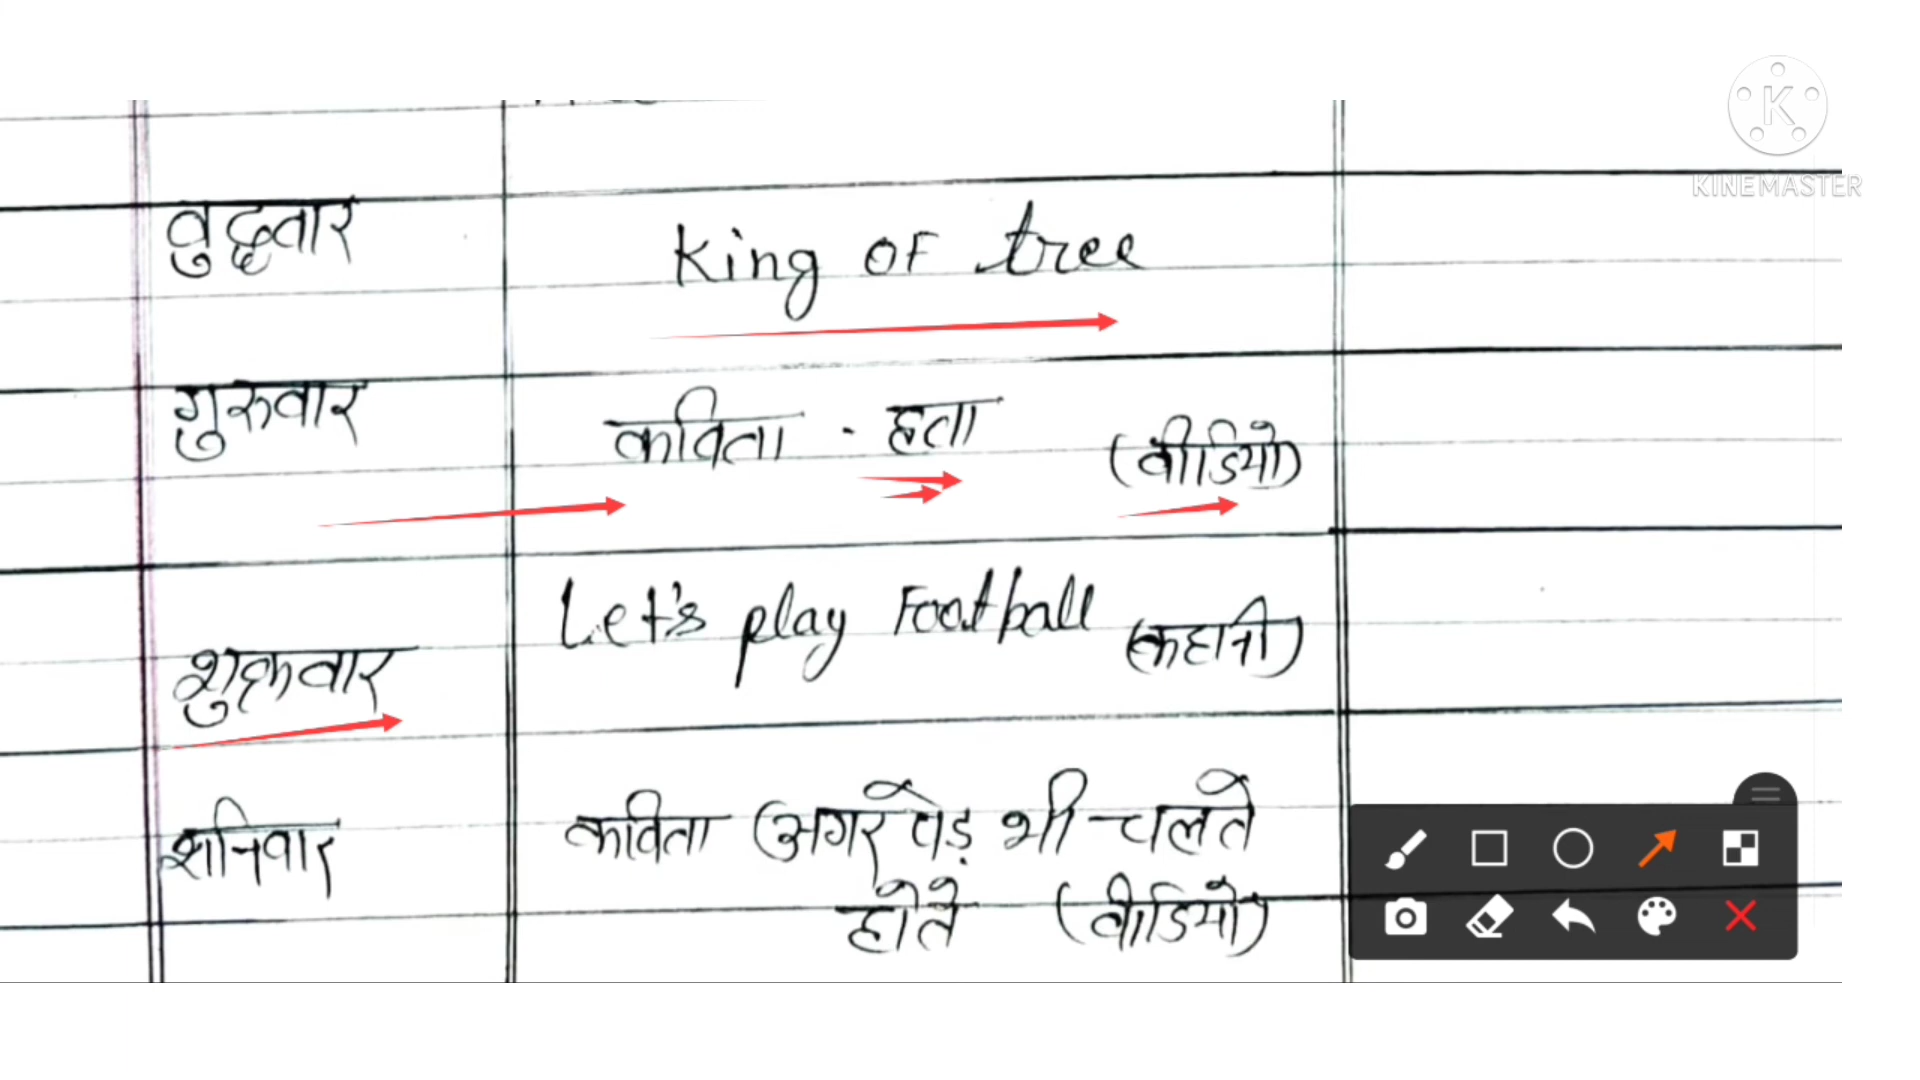 KINEMASTER
बुद्धवार King OF tree
गुरुवार कविता - हवा (वीडियो)
Let's play Football (कहानी)
शुक्रवार
शनिवार कविता (अगर पेड़ भी चलते
होते (वीडियो)